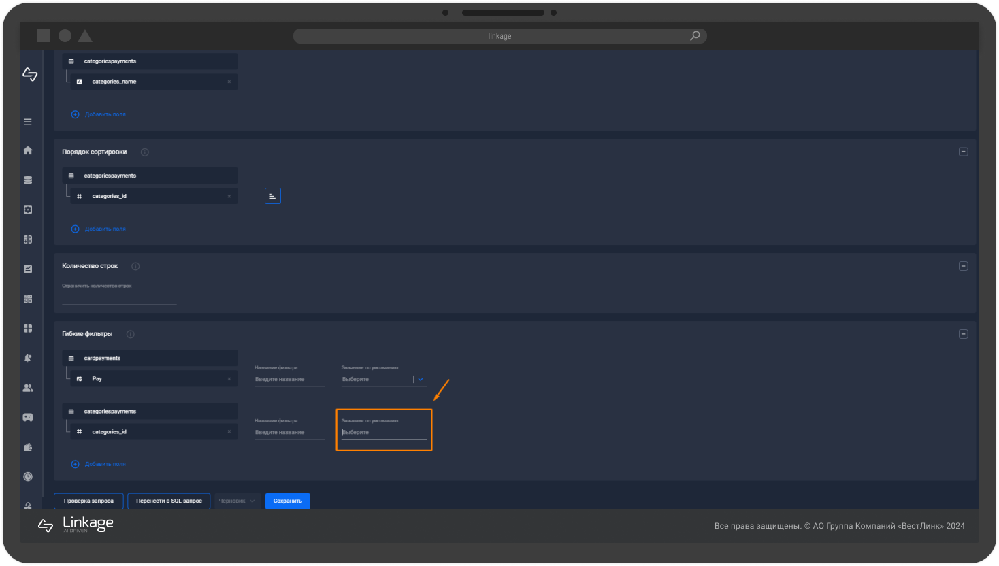 linkage
categoriespayments
categories_name
Добавить поля
Порядок сортировки
categoriespayments
categories_id
Добавить поля
Количество строк
Ограничить количество строк
Гибкие фильтры
cardpayments
Pay
Название фильтра
Введите название
Значение по умолчанию
Выберите
categoriespayments
categories_id
Название фильтра
Введите название
Значение по умолчанию
Выберите
Добавить поля
Проверка запроса
Перенести в SQL-запрос
Черновик
Сохранить
Linkage
AI DRIVEN
Все права защищены. © АО Группа Компаний «ВестЛинк» 2024